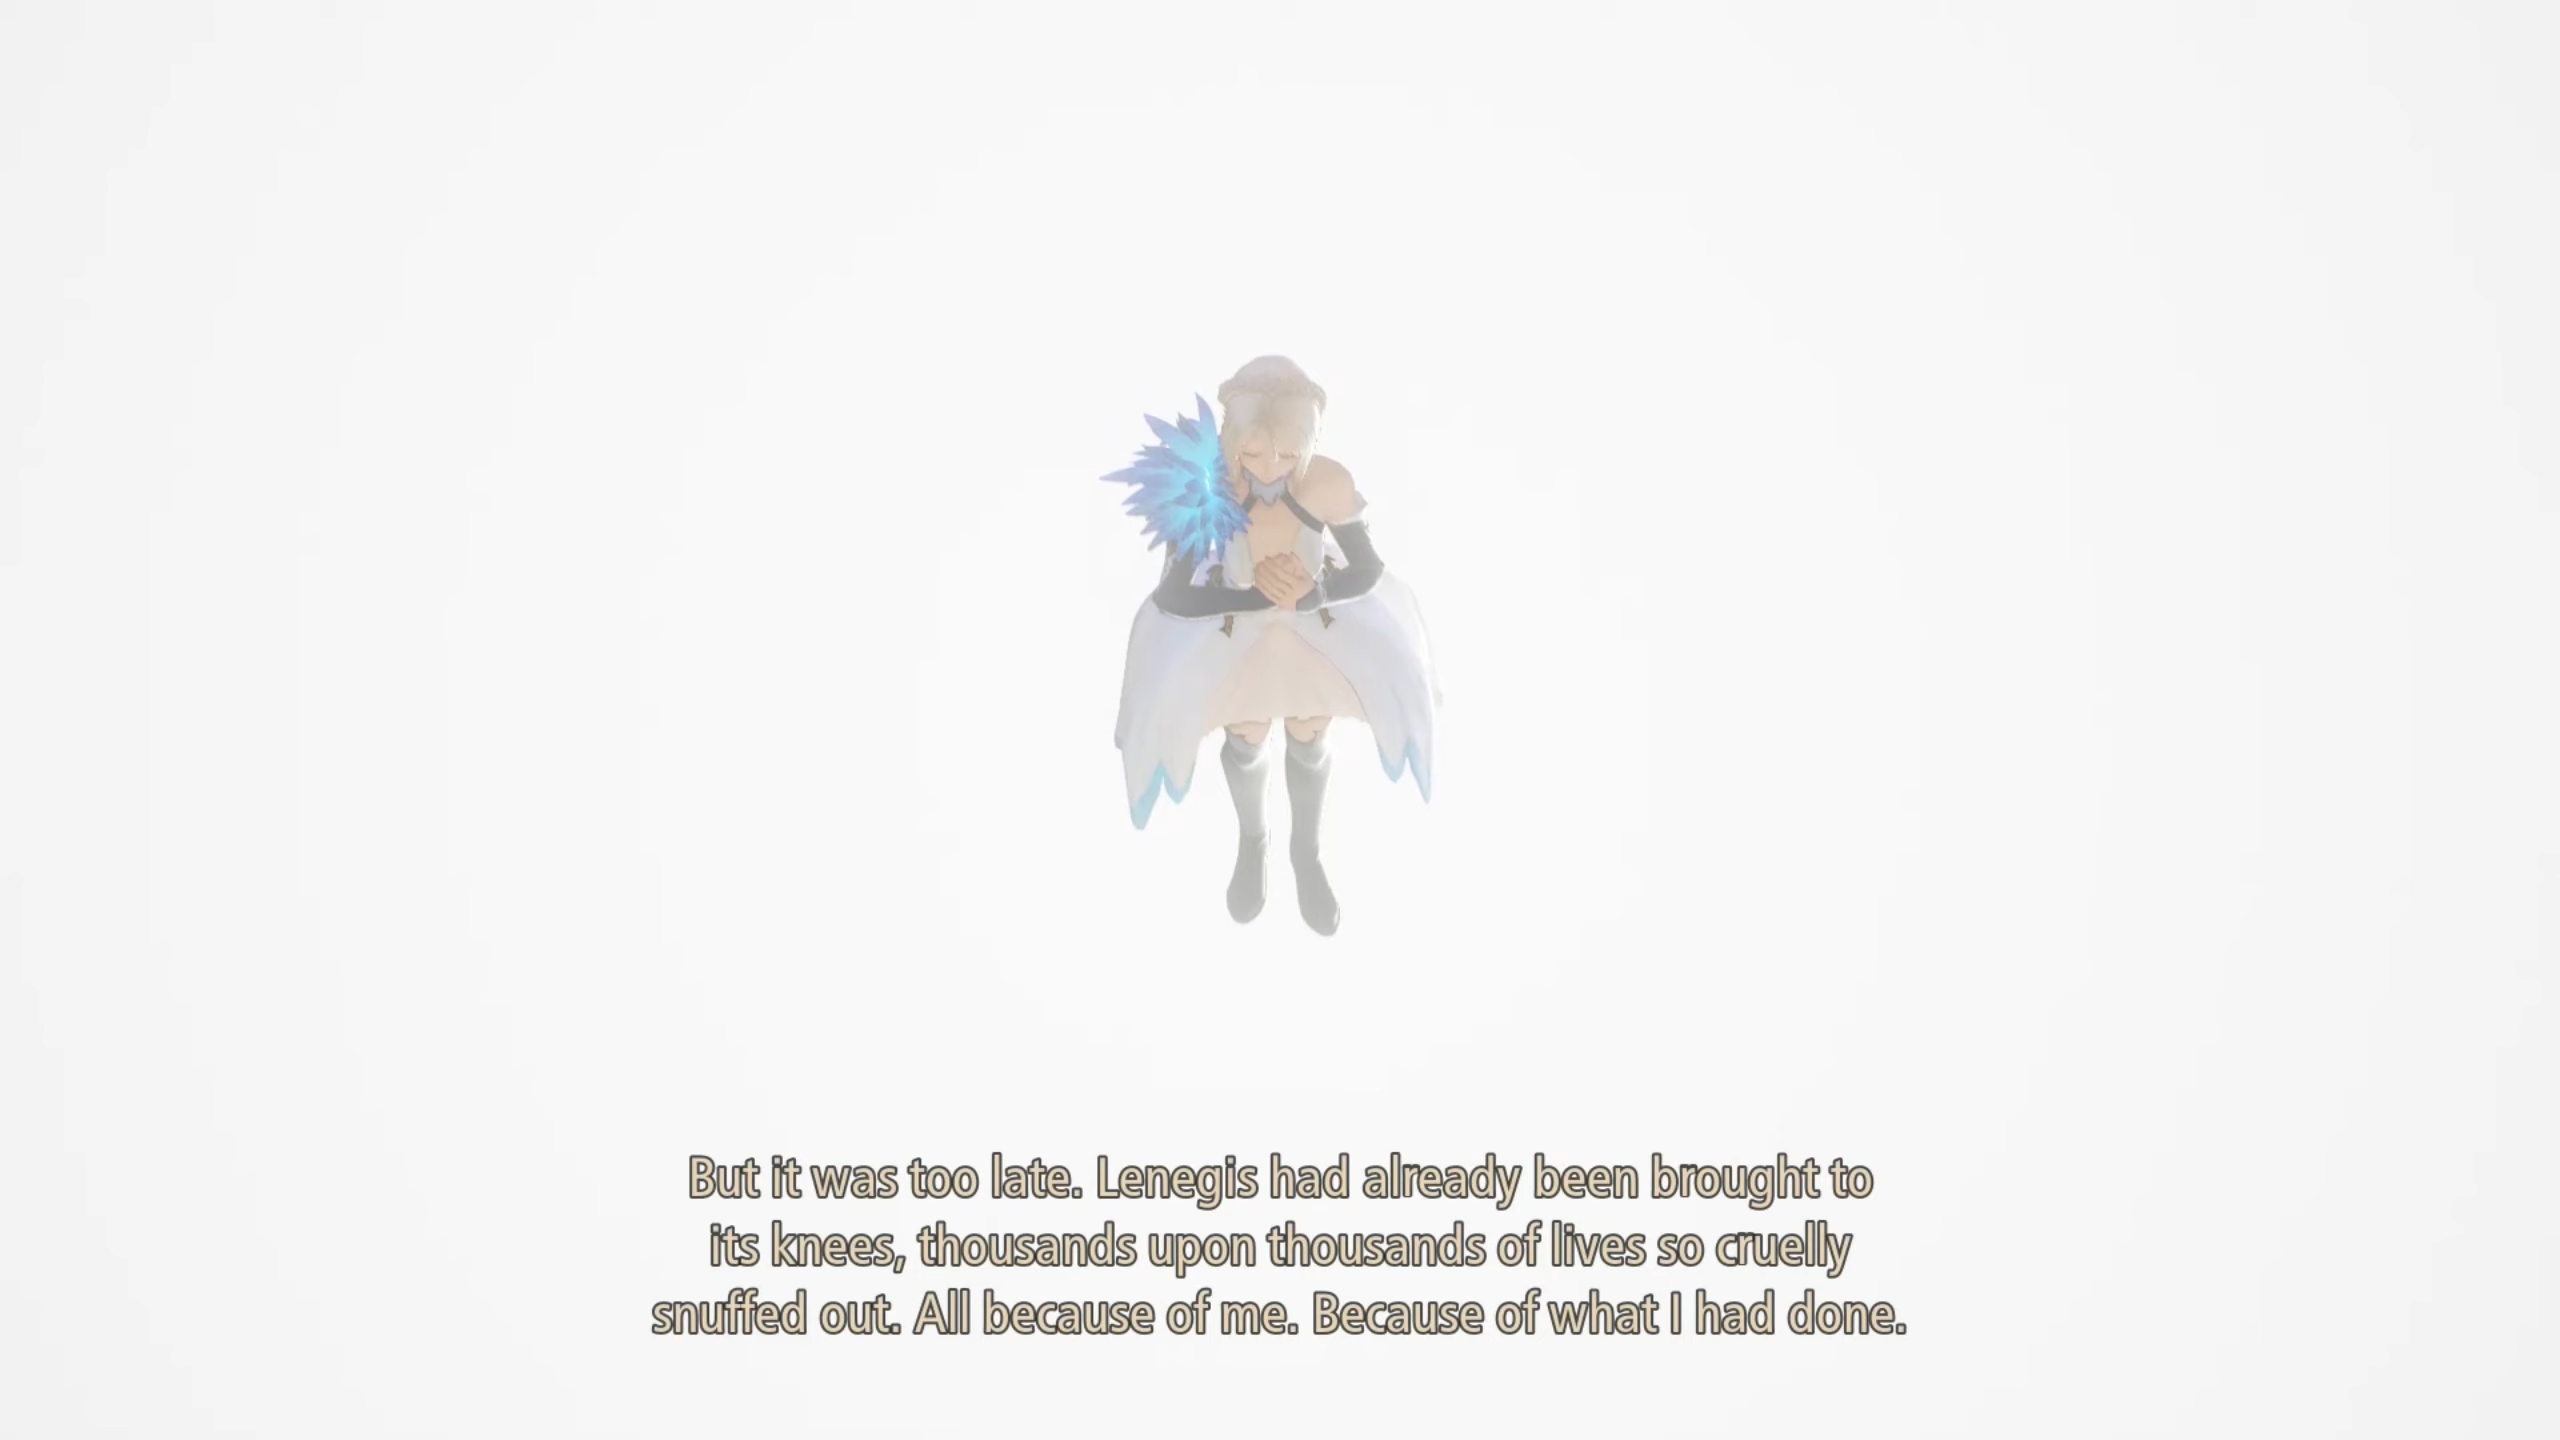 But it was too late. Lenegis had already been brought to
its knees, thousands upon thousands of lives so cruelly
snuffed out. All because of me. Because of what I had done.